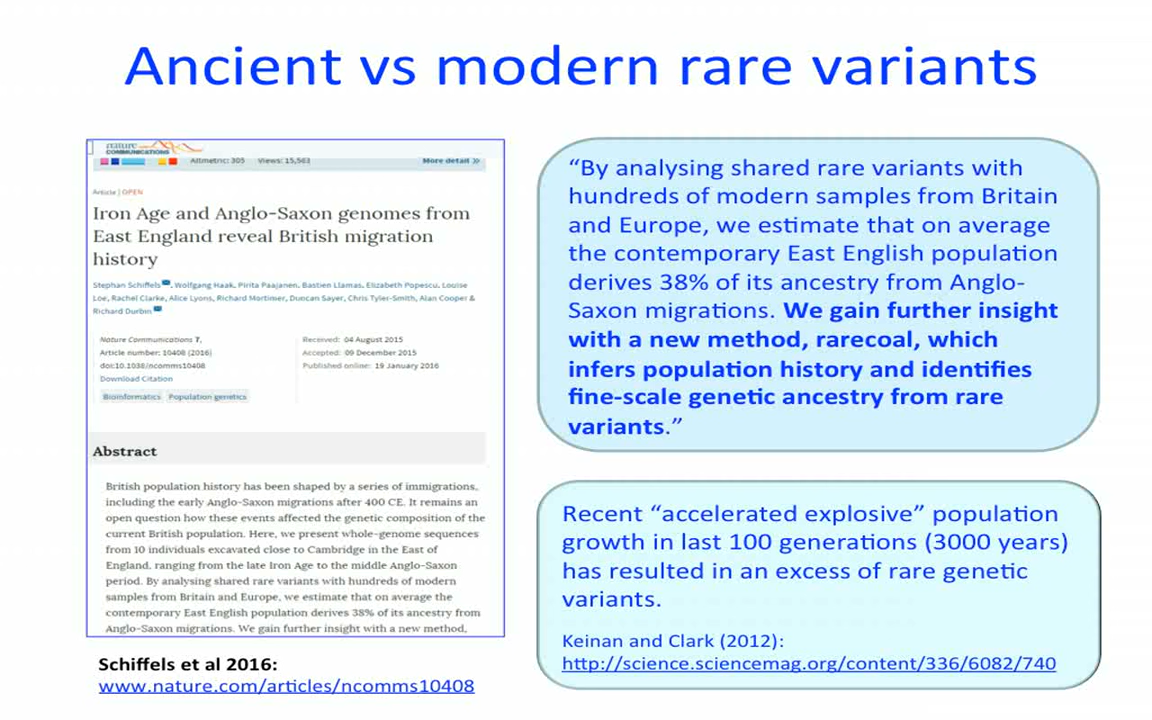 Ancient vs modern rare variants
nature
COMMUNICATIONS
Altmetric: 305 Views: 15,563 More detail »
Article | OPEN
Iron Age and Anglo-Saxon genomes from
East England reveal British migration
history
Stephan Schiffels, Wolfgang Haak, Pirita Paajanen, Bastien Llamas, Elizabeth Popescu, Louise
Loe, Rachel Clarke, Alice Lyons, Richard Mortimer, Duncan Sayer, Chris Tyler-Smith, Alan Cooper &
Richard Durbin
Nature Communications 7,
Article number: 10408 (2016)
doi:10.1038/ncomms10408
Download Citation
Received: 04 August 2015
Accepted: 09 December 2015
Published online: 19 January 2016
Bioinformatics Population genetics
Abstract
British population history has been shaped by a series of immigrations,
including the early Anglo-Saxon migrations after 400 CE. It remains an
open question how these events affected the genetic composition of the
current British population. Here, we present whole-genome sequences
from 10 individuals excavated close to Cambridge in the East of
England, ranging from the late Iron Age to the middle Anglo-Saxon
period. By analysing shared rare variants with hundreds of modern
samples from Britain and Europe, we estimate that on average the
contemporary East English population derives 38% of its ancestry from
Anglo-Saxon migrations. We gain further insight with a new method,
Schiffels et al 2016:
www.nature.com/articles/ncomms10408
“By analysing shared rare variants with
hundreds of modern samples from Britain
and Europe, we estimate that on average
the contemporary East English population
derives 38% of its ancestry from Anglo-
Saxon migrations. We gain further insight
with a new method, rarecoal, which
infers population history and identifies
fine-scale genetic ancestry from rare
variants.”
Recent “accelerated explosive” population
growth in last 100 generations (3000 years)
has resulted in an excess of rare genetic
variants.
Keinan and Clark (2012):
http://science.sciencemag.org/content/336/6082/740